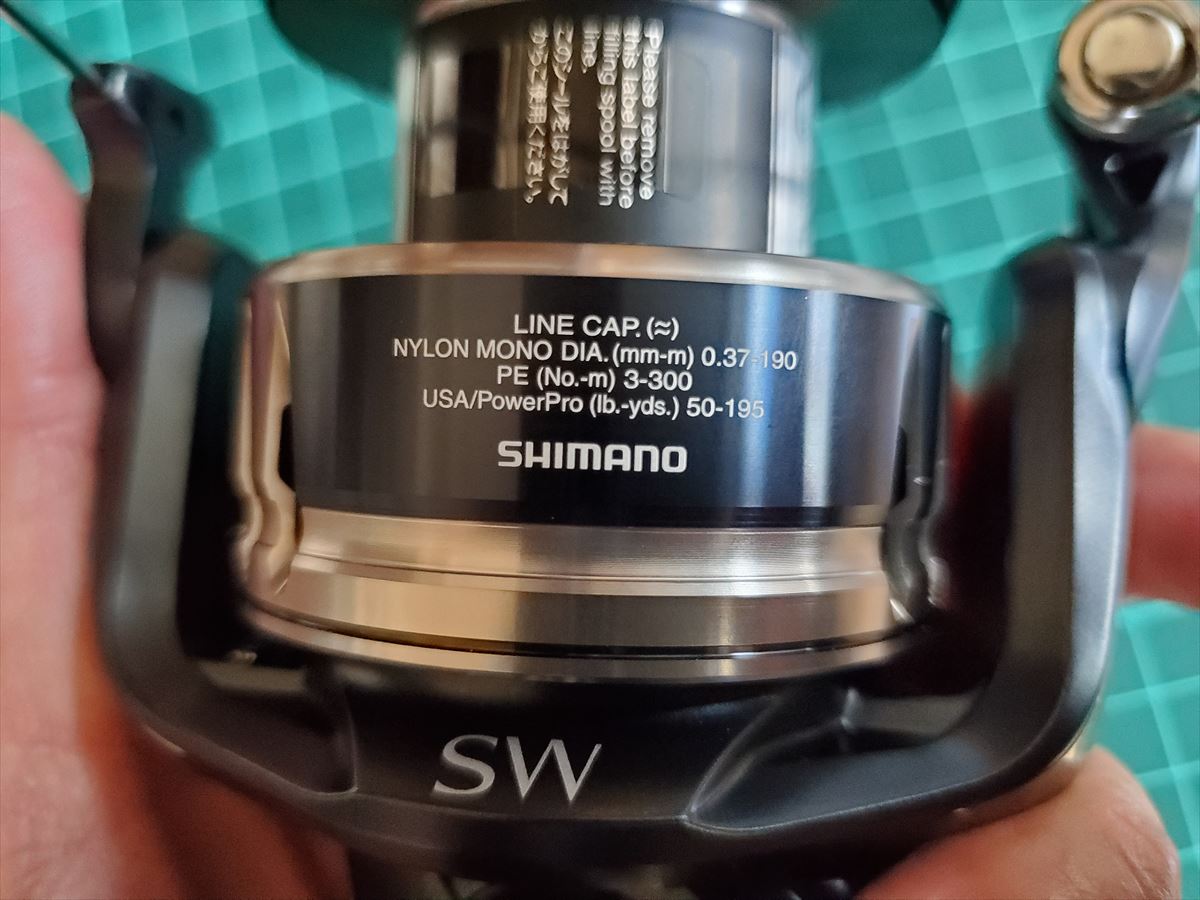 ®Please remove
this label before
filling spool with
line.
このシールをはがして
からご使用ください。
LINE CAP. (≈)
NYLON MONO DIA. (mm-m) 0.37-190
PE (No.-m) 3-300
USA/PowerPro (lb.-yds.) 50-195
SHIMANO
SW